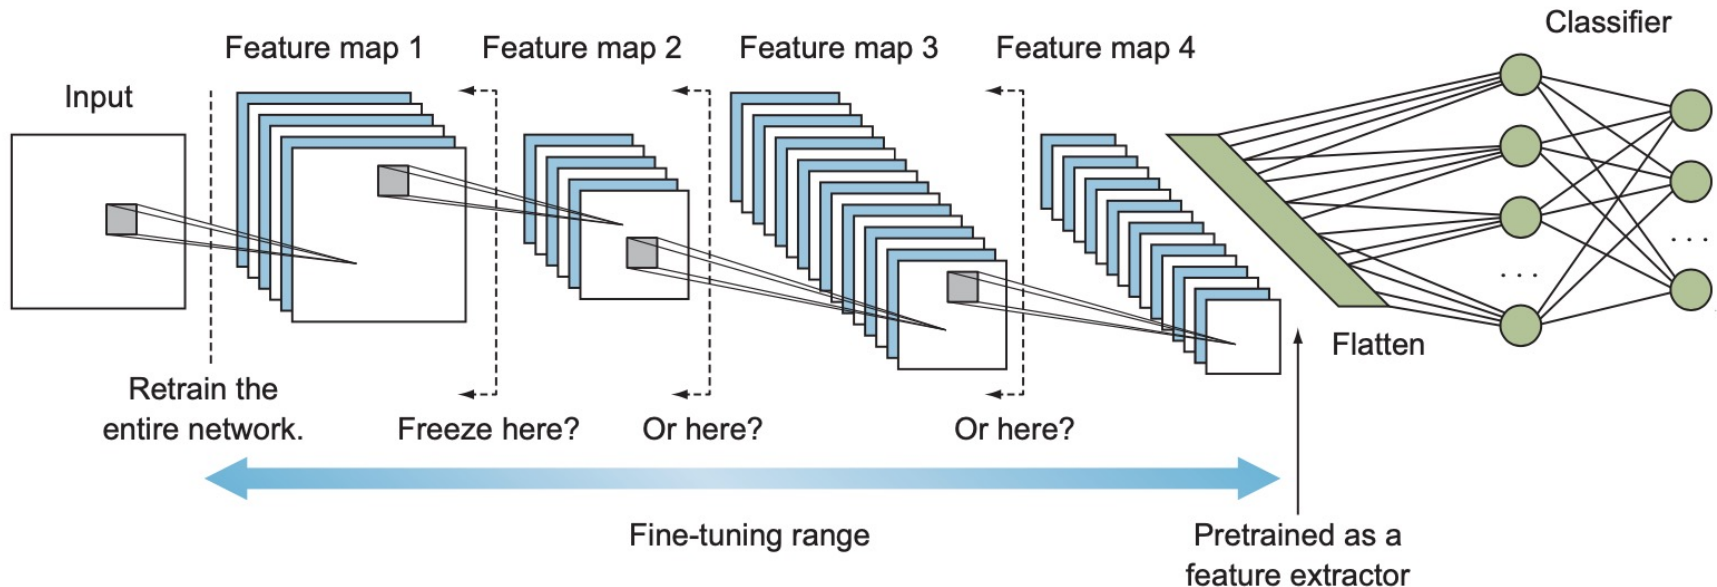 Classifier
Feature map 1
Feature map 2
Feature map 3
Feature map 4
Input
. . .
. . .
Flatten
Retrain the
entire network.
Freeze here?
Or here?
Or here?
Fine-tuning range
Pretrained as a
feature extractor